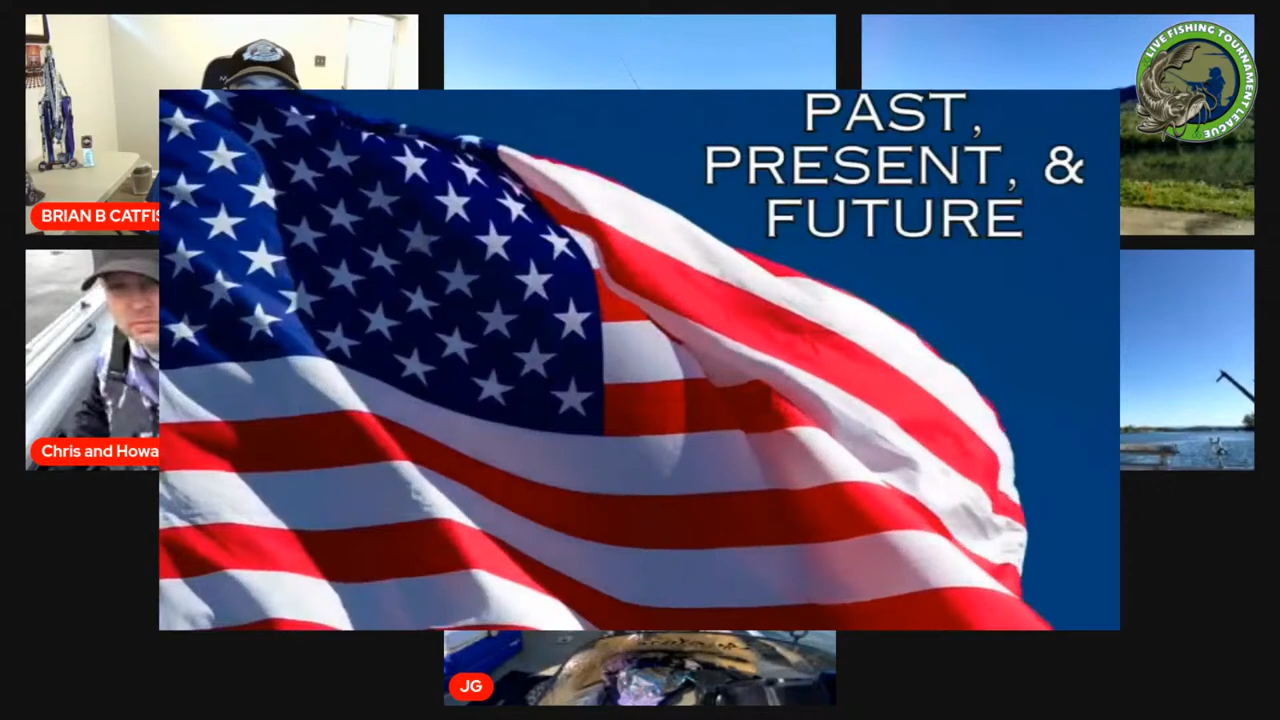 PAST,
PRESENT, &
FUTURE
LIVE FISHING TOURNAMENT LEAGUE
BRIAN B CATFIS
Chris and Howa
JG